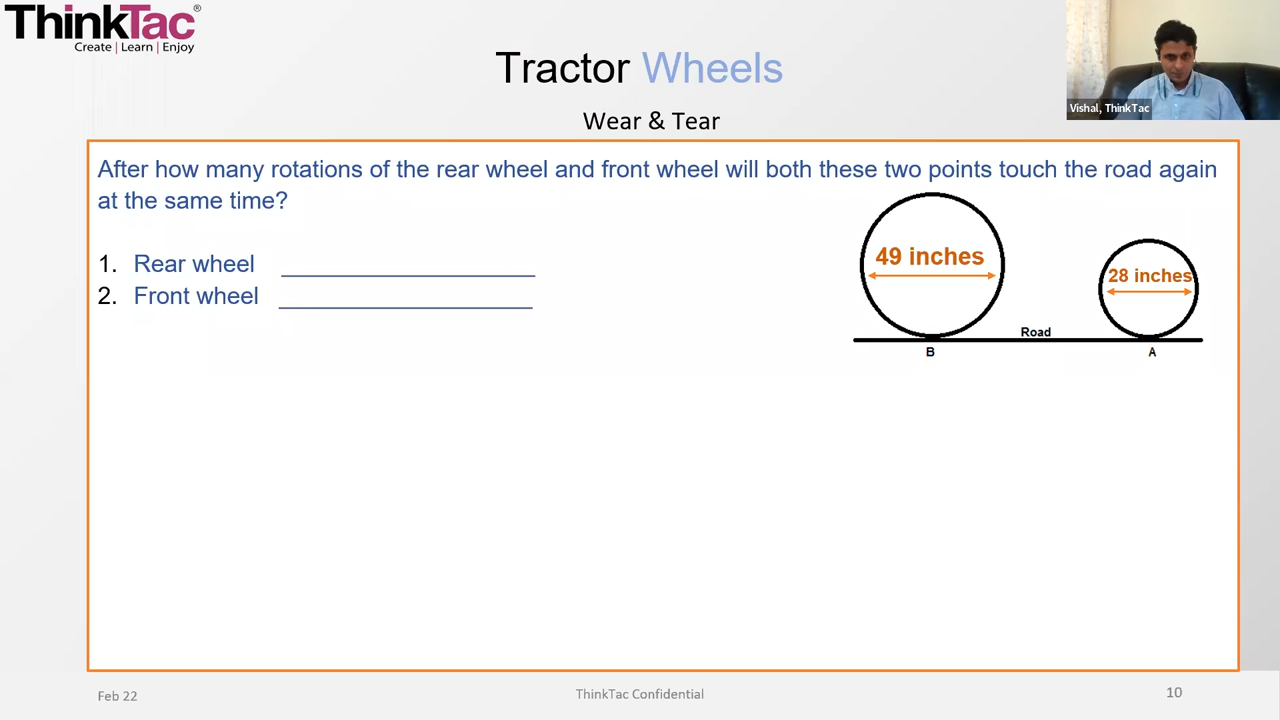 ThinkTac®
Create | Learn | Enjoy
Tractor Wheels
Wear & Tear
Vishal, ThinkTac
After how many rotations of the rear wheel and front wheel will both these two points touch the road again
at the same time?
1. Rear wheel
2. Front wheel
49 inches
28 inches
Road
B
A
Feb 22
ThinkTac Confidential
10